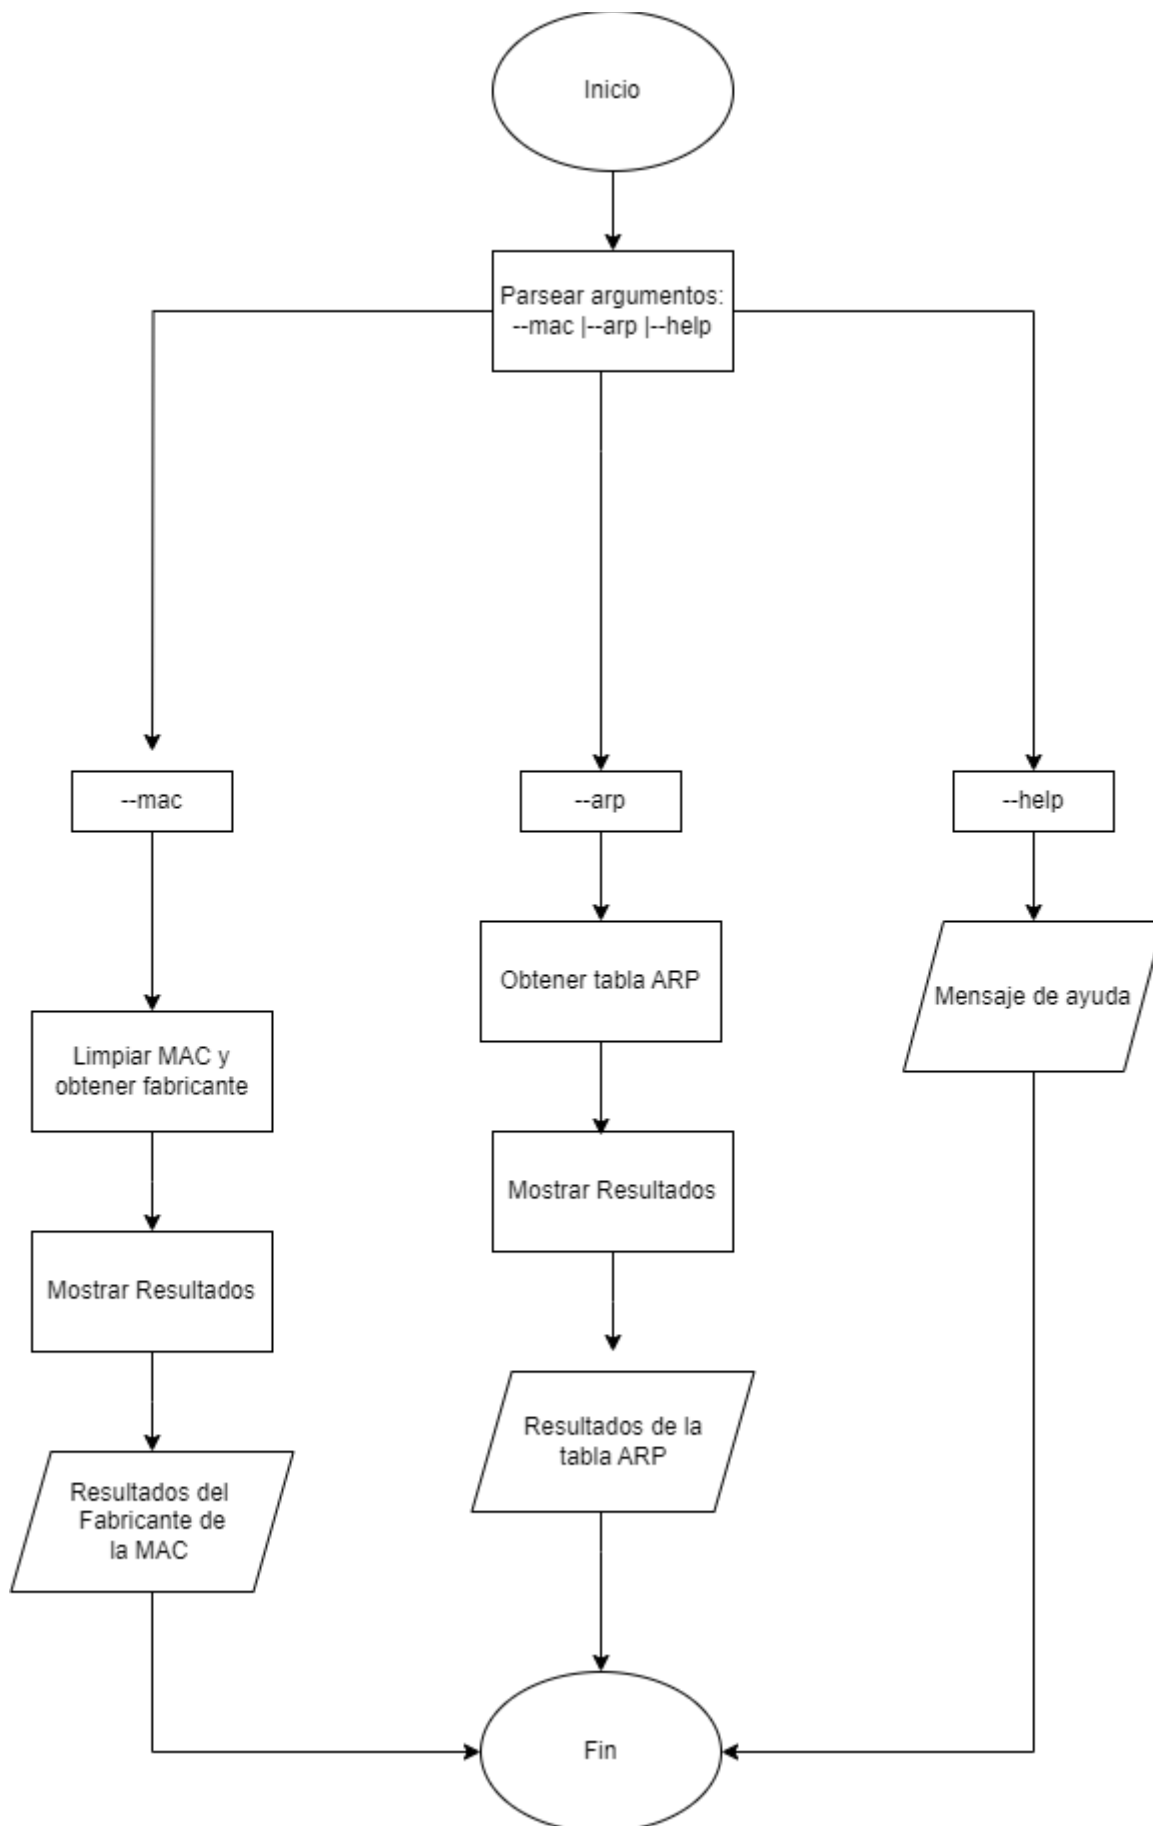 Inicio
Parsear argumentos:
--mac |--arp |--help
--mac
--arp
--help
Obtener tabla ARP
Mensaje de ayuda
Limpiar MAC y
obtener fabricante
Mostrar Resultados
Mostrar Resultados
Resultados de la
tabla ARP
Resultados del
Fabricante de
la MAC
Fin